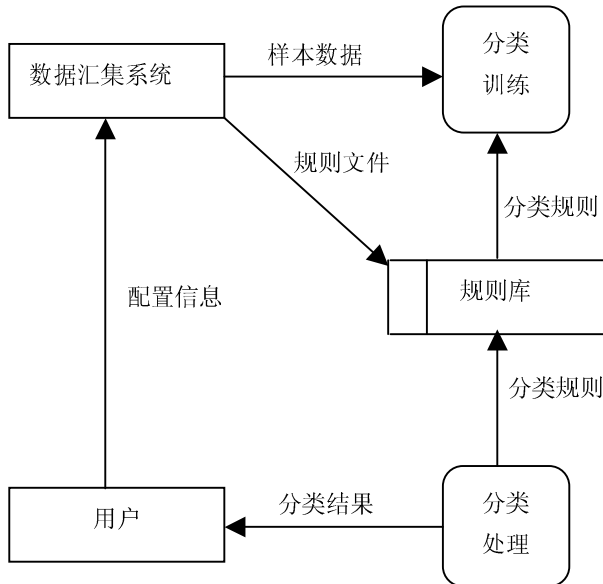 样本数据
分类
训练
数据汇集系统
规则文件
分类规则
规则库
配置信息
分类规则
分类结果
分类
处理
用户